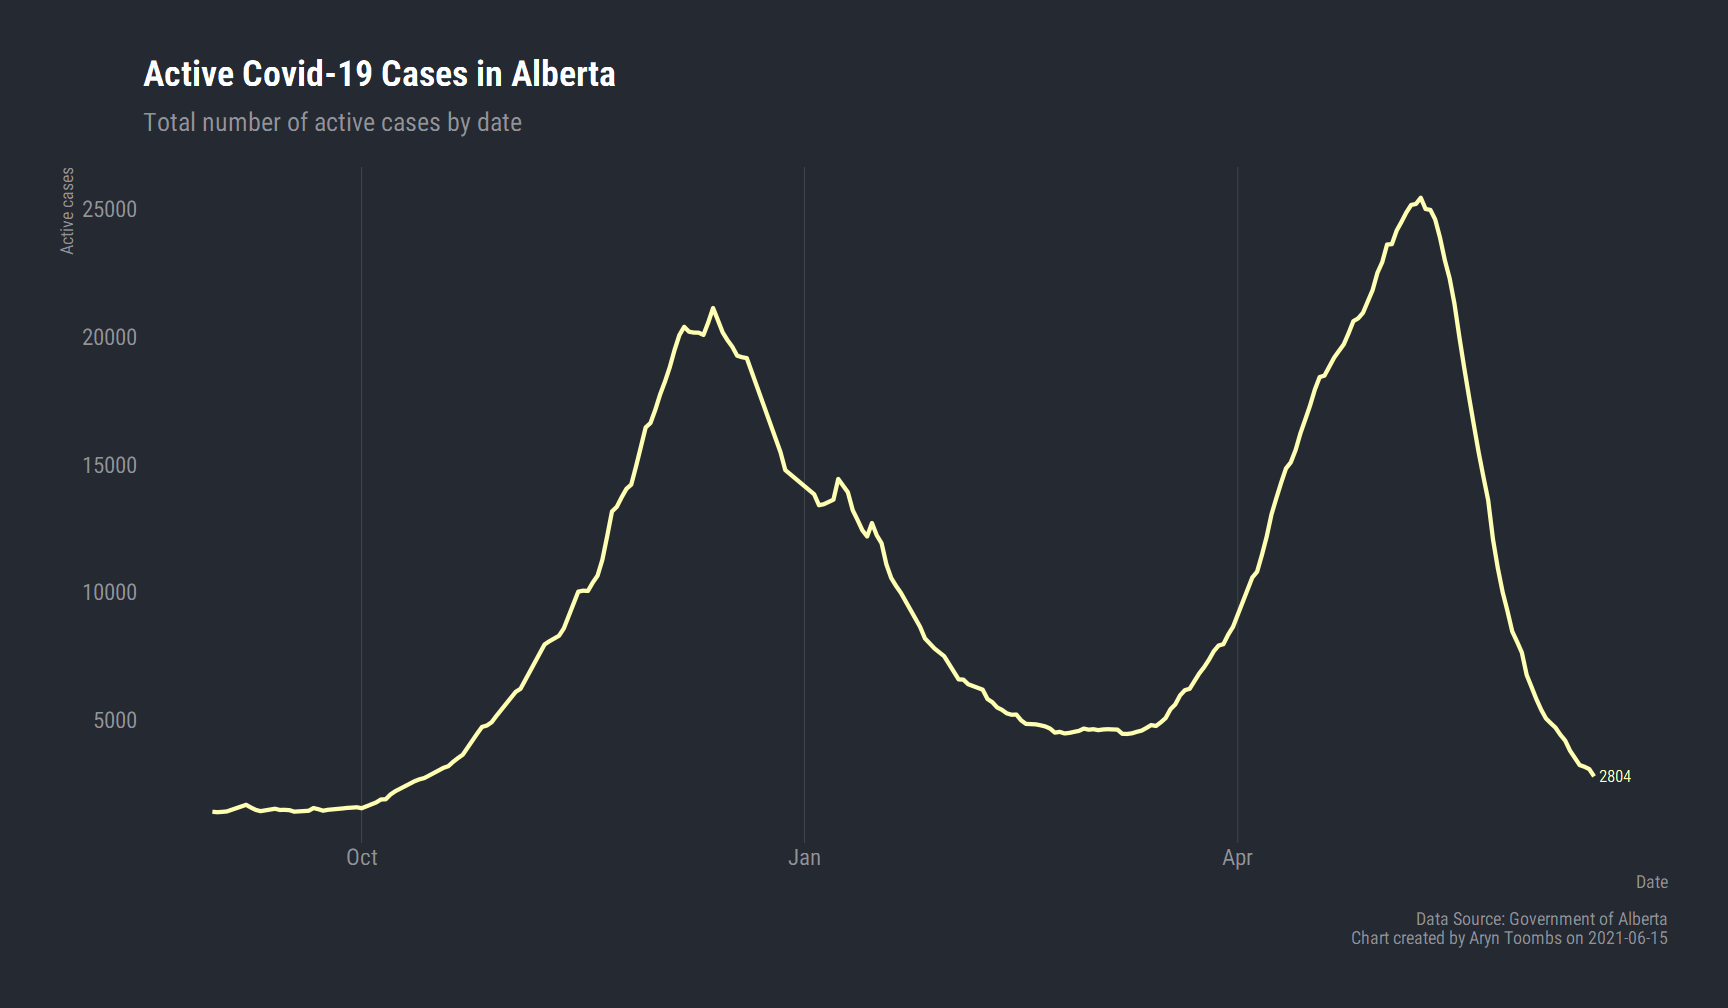 Active Covid-19 Cases in Alberta
Total number of active cases by date
Active cases
25000
20000
15000
10000
5000
2804
Oct
Jan
Apr
Date
Data Source: Government of Alberta
Chart created by Aryn Toombs on 2021-06-15